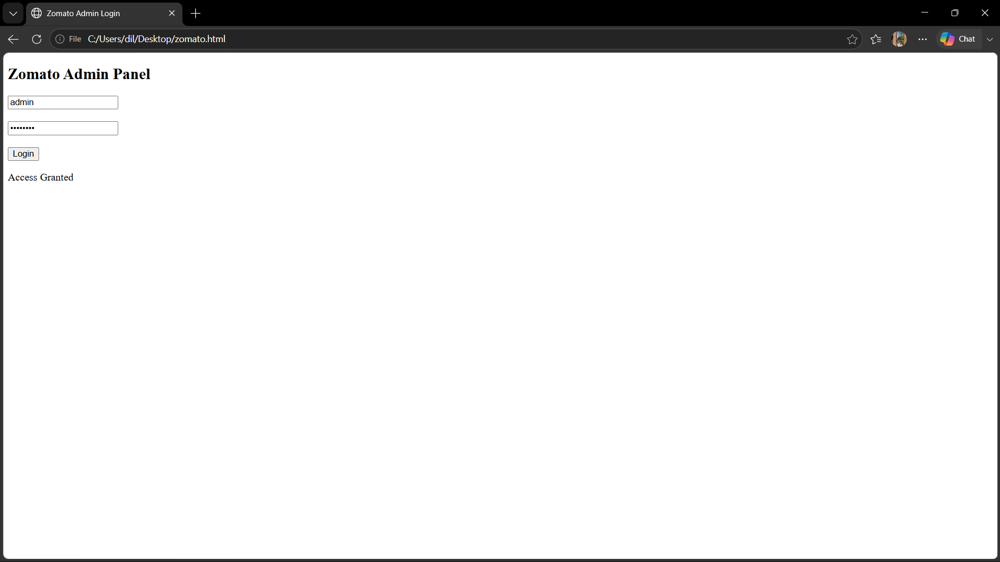 Zomato Admin Login
File C:/Users/dil/Desktop/zomato.html
Chat
Zomato Admin Panel
admin
••••••••
Login
Access Granted